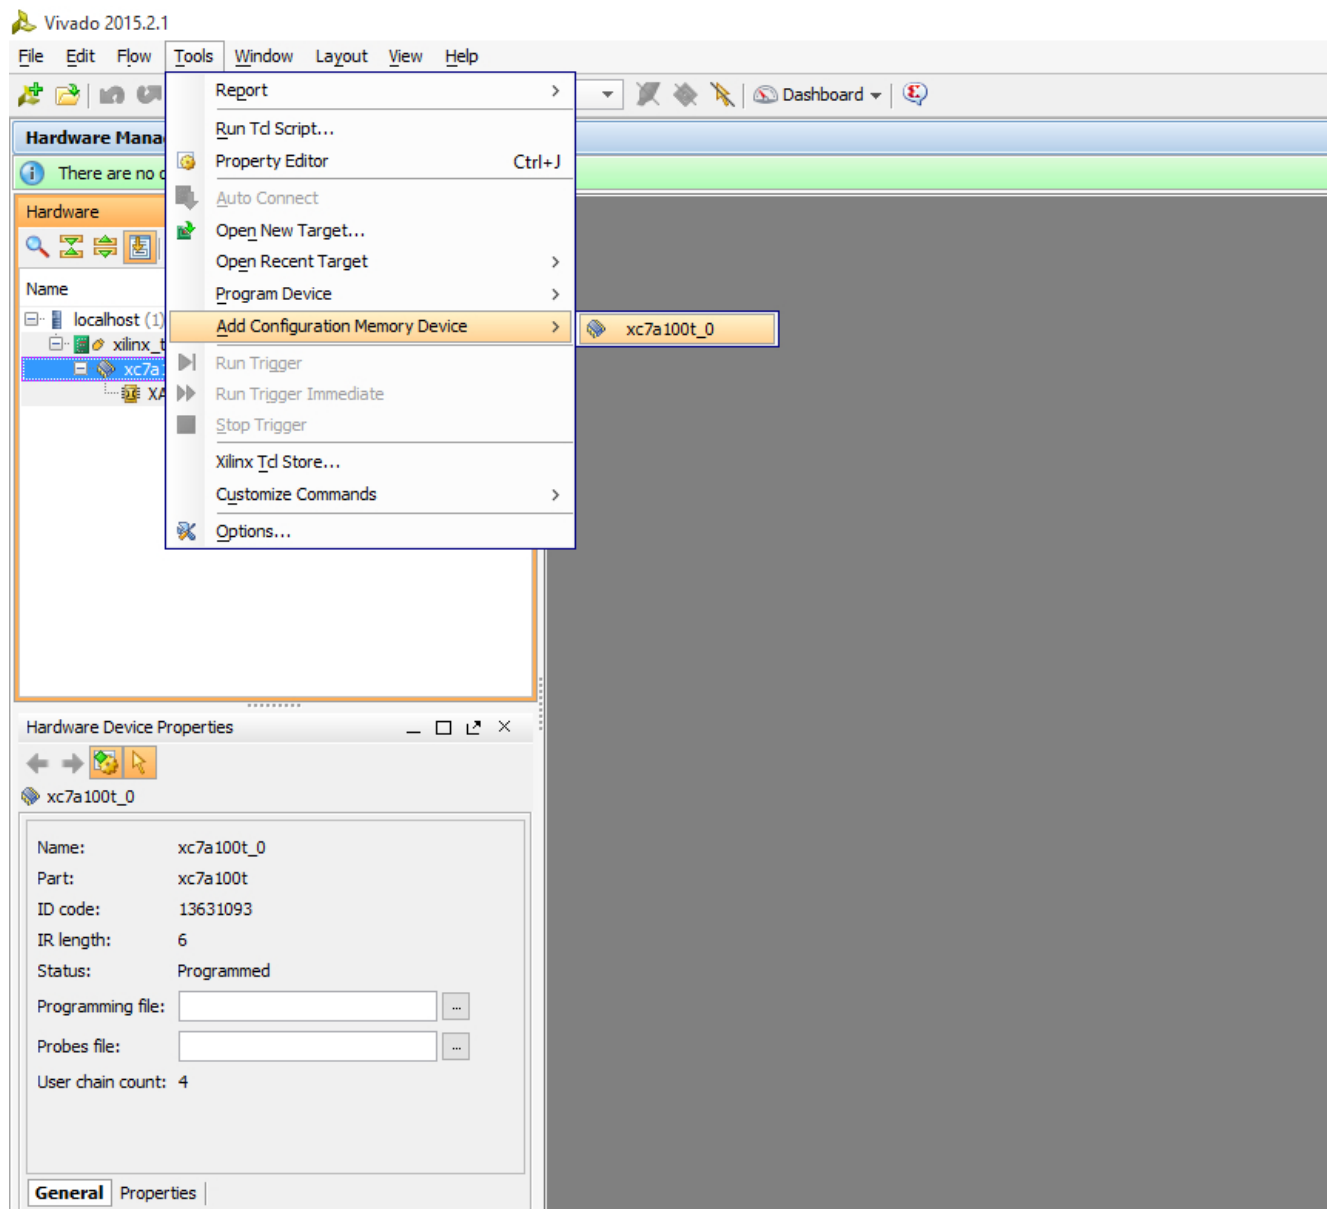 Vivado 2015.2.1
File Edit Flow Tools Window Layout View Help
Dashboard
Hardware Mana
There are no
Hardware
Name
localhost (1)
xilinx_t
xc7a
XA
Report
Run Tcl Script...
Property Editor Ctrl+J
Auto Connect
Open New Target...
Open Recent Target
Program Device
Add Configuration Memory Device
xc7a100t_0
Run Trigger
Run Trigger Immediate
Stop Trigger
Xilinx Tcl Store...
Customize Commands
Options...
Hardware Device Properties
xc7a100t_0
Name: xc7a100t_0
Part: xc7a100t
ID code: 13631093
IR length: 6
Status: Programmed
Programming file: ...
Probes file: ...
User chain count: 4
General Properties